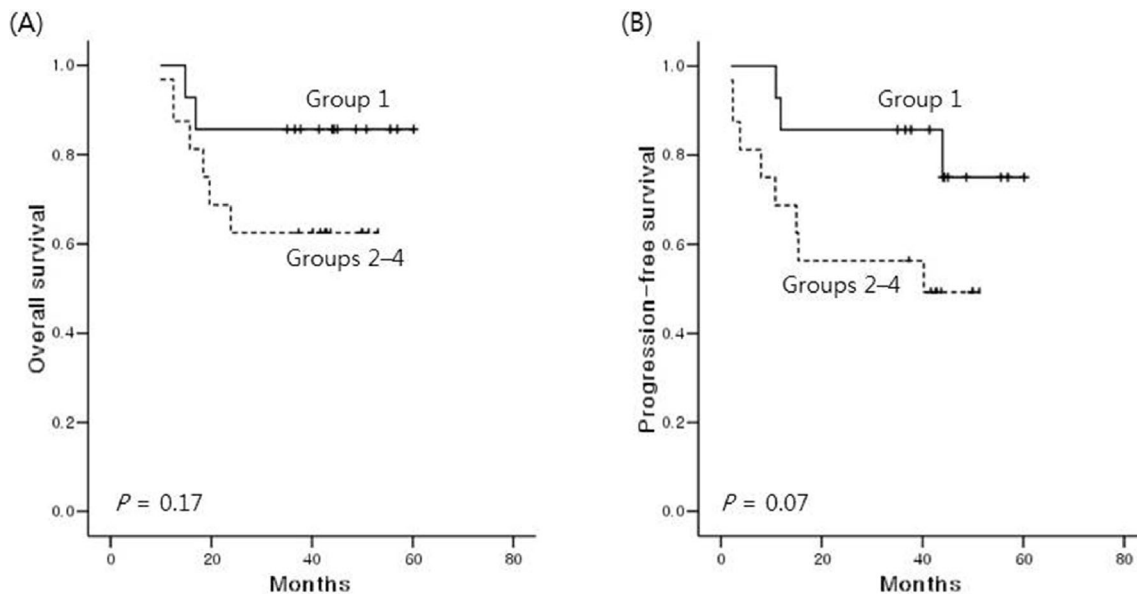 (A)
Overall survival
1.0
0.8
0.6
0.4
0.2
0.0
Group 1
Groups 2–4
P = 0.17
0 20 40 60 80
Months
(B)
Progression-free survival
1.0
0.8
0.6
0.4
0.2
0.0
Group 1
Groups 2–4
P = 0.07
0 20 40 60 80
Months